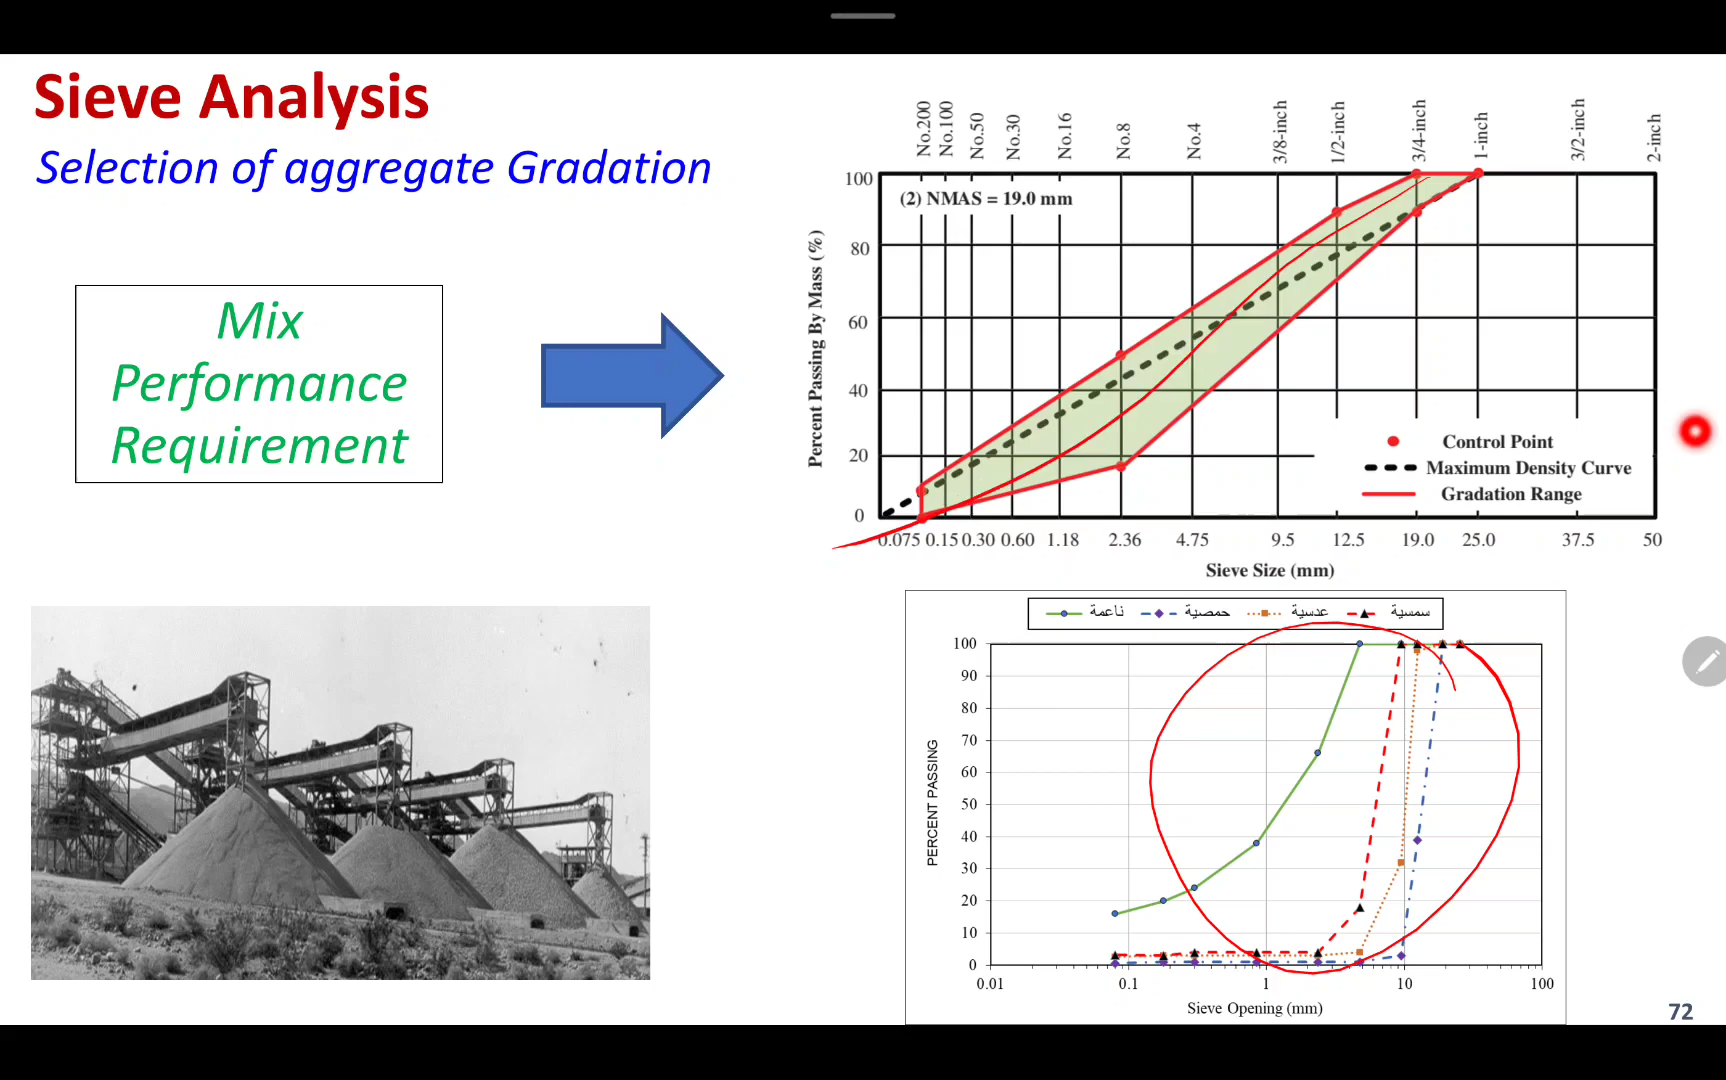 Sieve Analysis
Selection of aggregate Gradation
Mix
Performance
Requirement
No.200 No.100 No.50 No.30 No.16 No.8 No.4 3/8-inch 1/2-inch 3/4-inch 1-inch 3/2-inch 2-inch
(2) NMAS = 19.0 mm
Percent Passing By Mass (%)
100
80
60
40
20
0
Control Point
Maximum Density Curve
Gradation Range
0.075 0.15 0.30 0.60 1.18 2.36 4.75 9.5 12.5 19.0 25.0 37.5 50
Sieve Size (mm)
ناعمة حمصية عدسية سمسية
PERCENT PASSING
100
90
80
70
60
50
40
30
20
10
0
0.01 0.1 1 10 100
Sieve Opening (mm)
72